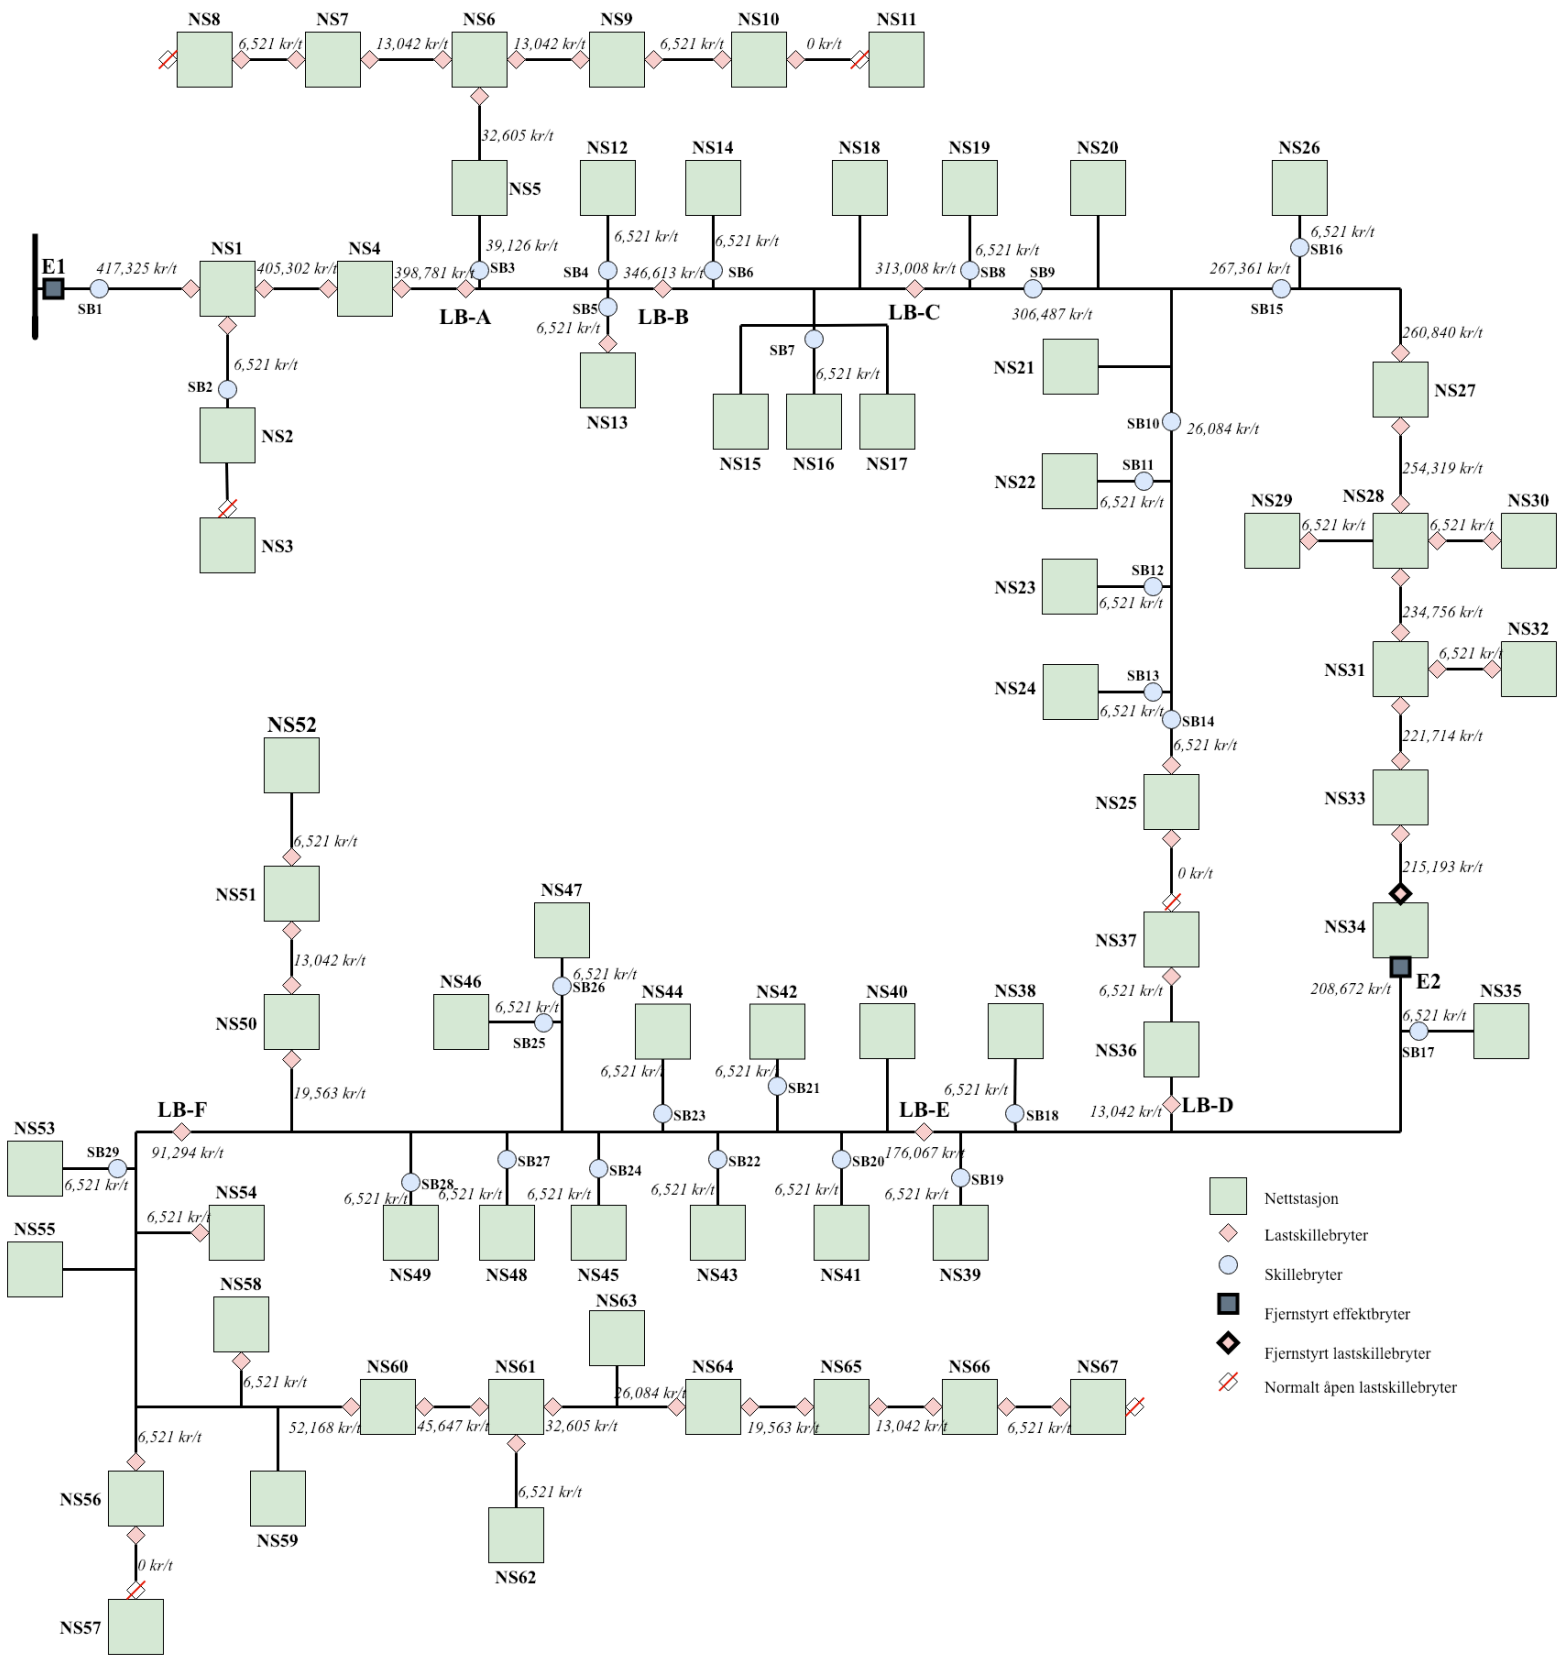 NS8
NS7
NS6
NS9
NS10
NS11
6,521 kr/t
13,042 kr/t
13,042 kr/t
6,521 kr/t
0 kr/t
32,605 kr/t
NS12
NS14
NS18
NS19
NS20
NS26
NS5
39,126 kr/t
6,521 kr/t
6,521 kr/t
6,521 kr/t
6,521 kr/t
E1
417,325 kr/t
NS1
405,302 kr/t
NS4
398,781 kr/t
SB3
SB4
346,613 kr/t
SB6
313,008 kr/t
SB8
SB9
267,361 kr/t
SB16
SB1
LB-A
SB5
LB-B
LB-C
306,487 kr/t
SB15
6,521 kr/t
260,840 kr/t
6,521 kr/t
SB2
SB7
6,521 kr/t
NS21
NS27
NS2
NS13
NS15
NS16
NS17
SB10
26,084 kr/t
254,319 kr/t
NS22
SB11
6,521 kr/t
NS29
NS28
NS30
6,521 kr/t
6,521 kr/t
NS3
NS23
SB12
6,521 kr/t
234,756 kr/t
NS32
6,521 kr/t
NS31
NS24
SB13
6,521 kr/t
SB14
6,521 kr/t
221,714 kr/t
NS52
NS25
NS33
6,521 kr/t
0 kr/t
215,193 kr/t
NS51
NS47
NS37
NS34
13,042 kr/t
6,521 kr/t
SB26
NS46
6,521 kr/t
SB25
NS44
NS42
NS40
NS38
6,521 kr/t
E2
208,672 kr/t
NS35
6,521 kr/t
SB17
NS50
NS36
19,563 kr/t
6,521 kr/t
SB23
6,521 kr/t
SB21
6,521 kr/t
SB18
13,042 kr/t
LB-D
LB-F
LB-E
91,294 kr/t
176,067 kr/t
NS53
SB29
6,521 kr/t
SB28
6,521 kr/t
SB27
6,521 kr/t
SB24
6,521 kr/t
SB22
6,521 kr/t
SB20
6,521 kr/t
SB19
6,521 kr/t
NS54
6,521 kr/t
NS55
NS49
NS48
NS45
NS43
NS41
NS39
Nettstasjon
Lastskillebryter
Skillebryter
Fjernstyrt effektbryter
Fjernstyrt lastskillebryter
Normalt åpen lastskillebryter
NS58
NS63
6,521 kr/t
NS60
NS61
NS64
NS65
NS66
NS67
26,084 kr/t
52,168 kr/t
45,647 kr/t
32,605 kr/t
19,563 kr/t
13,042 kr/t
6,521 kr/t
6,521 kr/t
NS56
NS59
6,521 kr/t
NS62
0 kr/t
NS57